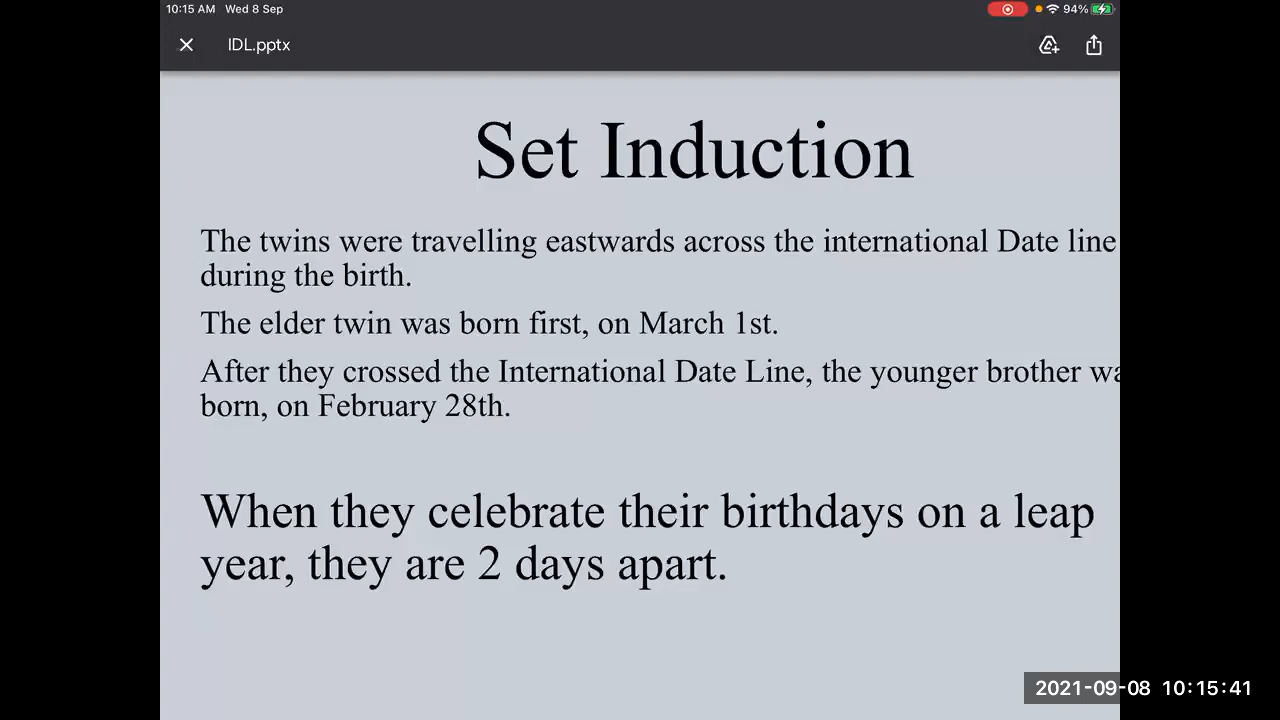 10:15 AM Wed 8 Sep
94%
IDL.pptx
Set Induction
The twins were travelling eastwards across the international Date line
during the birth.
The elder twin was born first, on March 1st.
After they crossed the International Date Line, the younger brother
born, on February 28th.
When they celebrate their birthdays on a leap
year, they are 2 days apart.
2021-09-08 10:15:41